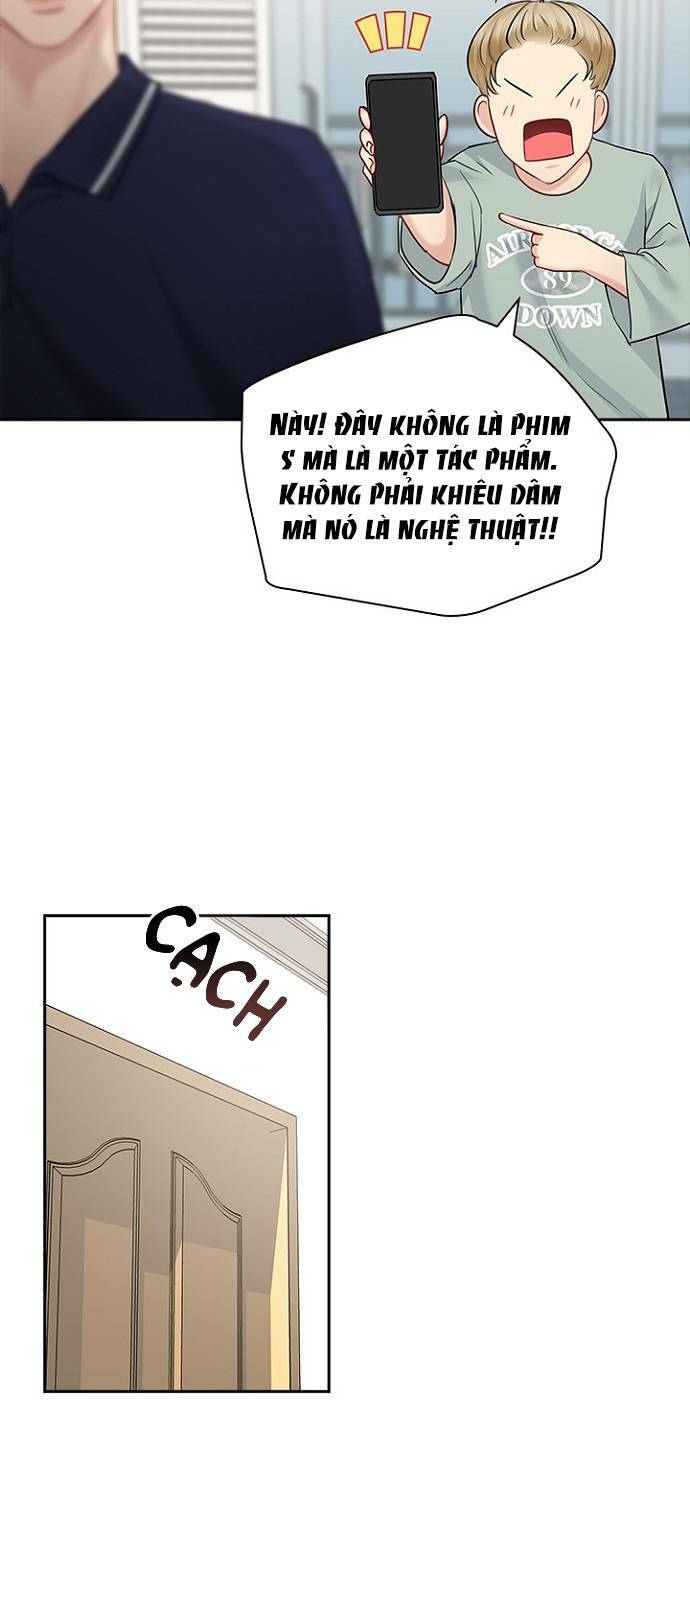 AIR FORCE
89
DOWN
NÀY! ĐÂY KHÔNG LÀ PHIM
S MÀ LÀ MỘT TÁC PHẨM.
KHÔNG PHẢI KHIÊU DÂM
MÀ NÓ LÀ NGHỆ THUẬT!!
CẠCH